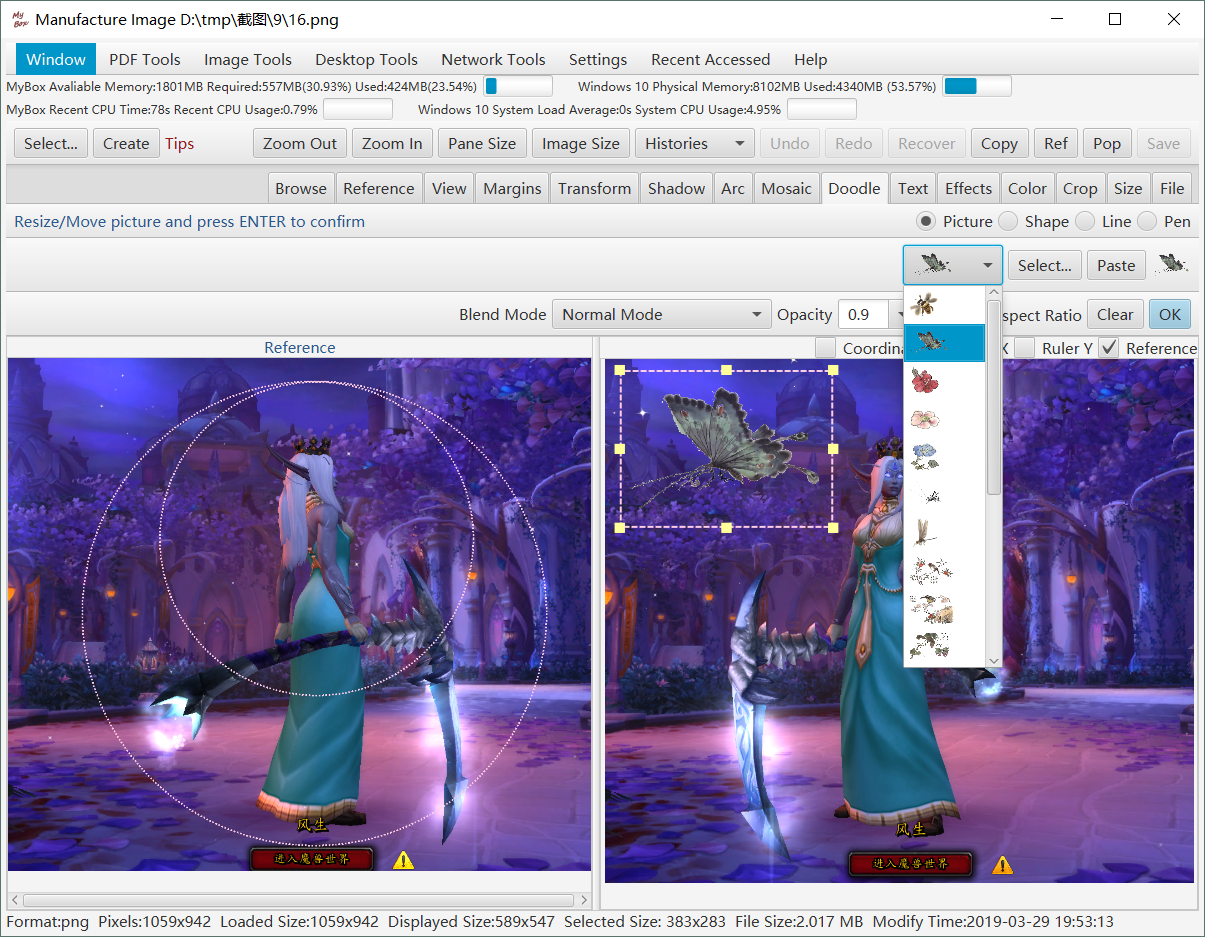 My Box Manufacture Image D:\tmp\截图\9\16.png
Window PDF Tools Image Tools Desktop Tools Network Tools Settings Recent Accessed Help
MyBox Avaliable Memory:1801MB Required:557MB(30.93%) Used:424MB(23.54%) Windows 10 Physical Memory:8102MB Used:4340MB (53.57%)
MyBox Recent CPU Time:78s Recent CPU Usage:0.79% Windows 10 System Load Average:0s System CPU Usage:4.95%
Select... Create Tips Zoom Out Zoom In Pane Size Image Size Histories Undo Redo Recover Copy Ref Pop Save
Browse Reference View Margins Transform Shadow Arc Mosaic Doodle Text Effects Color Crop Size File
Resize/Move picture and press ENTER to confirm Picture Shape Line Pen
Select... Paste
Blend Mode Normal Mode Opacity 0.9 spect Ratio Clear OK
Reference Coordina X Ruler Y Reference
风生 风生
进入魔兽世界 进入魔兽世界
Format:png Pixels:1059x942 Loaded Size:1059x942 Displayed Size:589x547 Selected Size: 383x283 File Size:2.017 MB Modify Time:2019-03-29 19:53:13